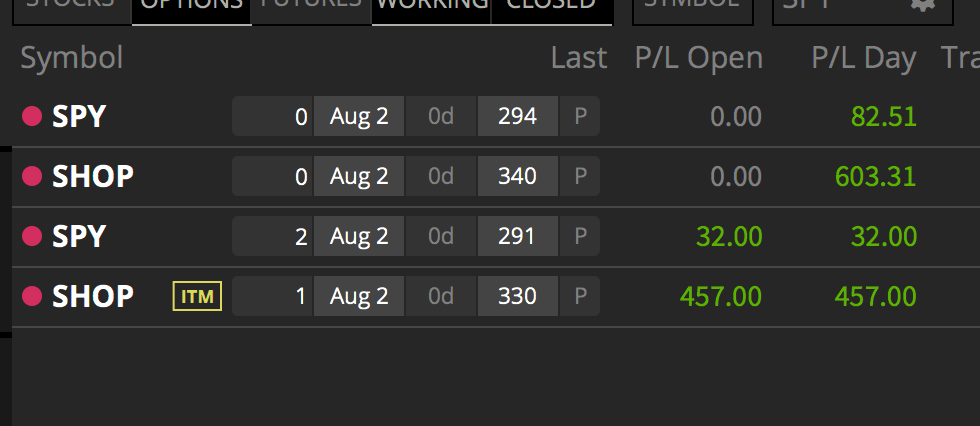 STOCKS OPTIONS FUTURES WORKING CLOSED SYMBOL SPY
Symbol Last P/L Open P/L Day Tra
SPY 0 Aug 2 0d 294 P 0.00 82.51
SHOP 0 Aug 2 0d 340 P 0.00 603.31
SPY 2 Aug 2 0d 291 P 32.00 32.00
SHOP ITM 1 Aug 2 0d 330 P 457.00 457.00